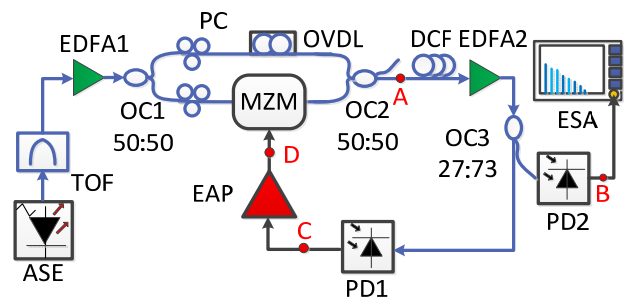 PC
EDFA1
OVDL
DCF EDFA2
MZM
A
OC1
50:50
OC2
50:50
ESA
OC3
27:73
D
TOF
EAP
B
PD2
C
ASE
PD1